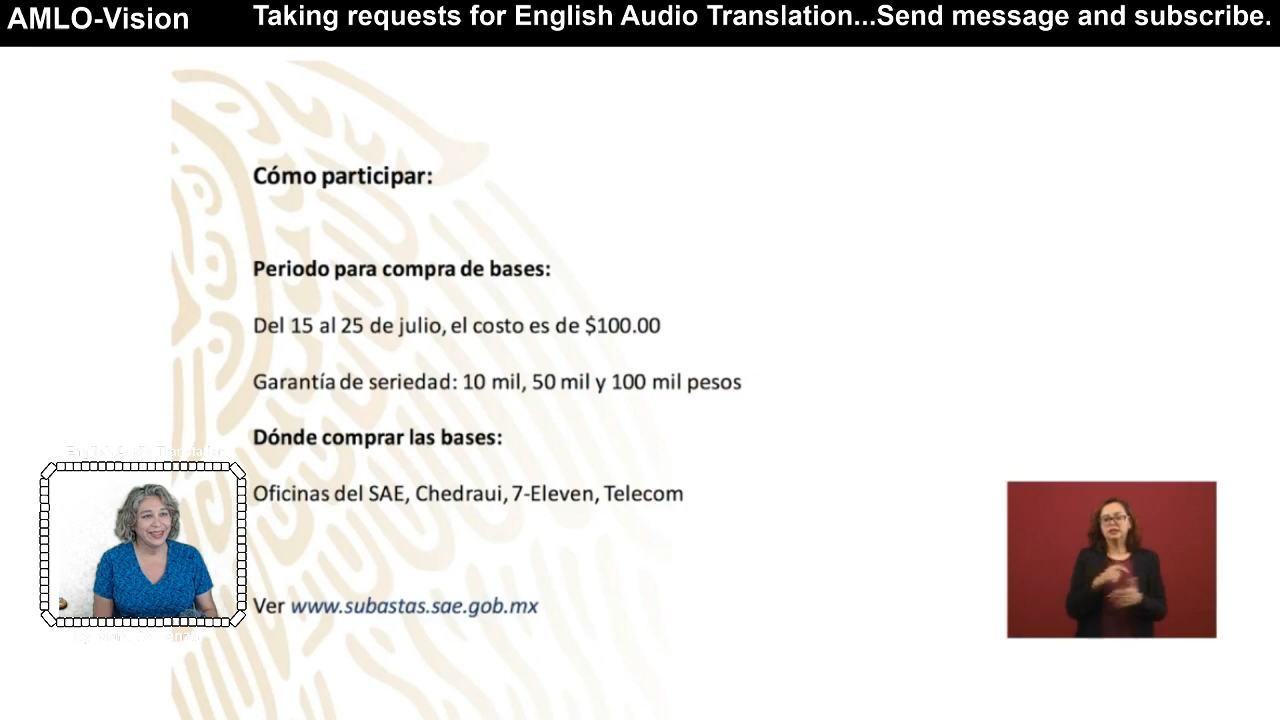 AMLO-Vision
Taking requests for English Audio Translation...Send message and subscribe.
Cómo participar:
Periodo para compra de bases:
Del 15 al 25 de julio, el costo es de $100.00
Garantía de seriedad: 10 mil, 50 mil y 100 mil pesos
Dónde comprar las bases:
Oficinas del SAE, Chedraui, 7-Eleven, Telecom
Ver www.subastas.sae.gob.mx